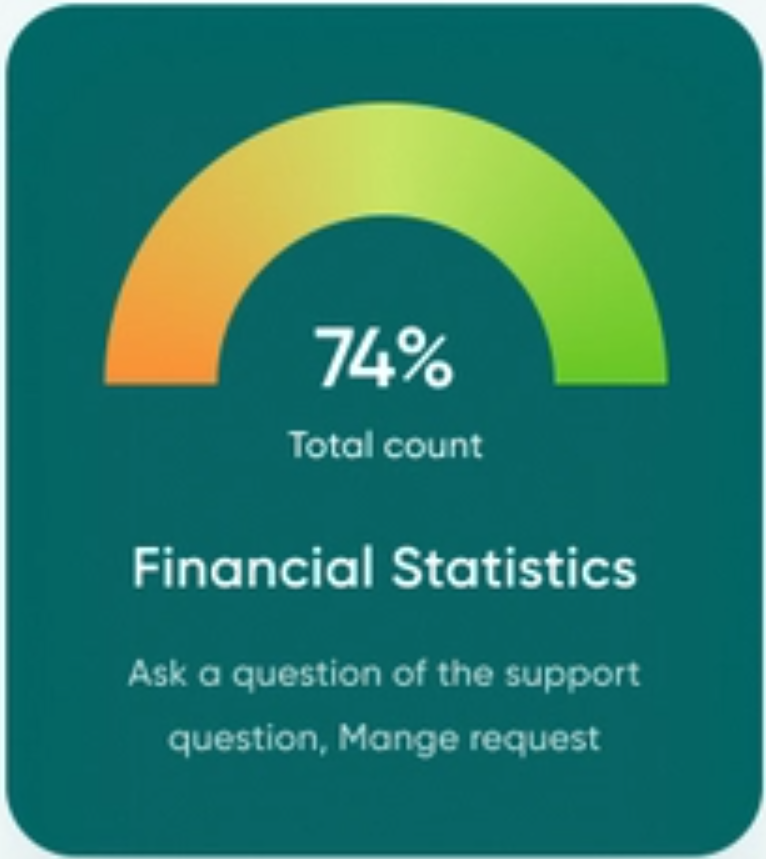 74%
Total count
Financial Statistics
Ask a question of the support
question, Mange request